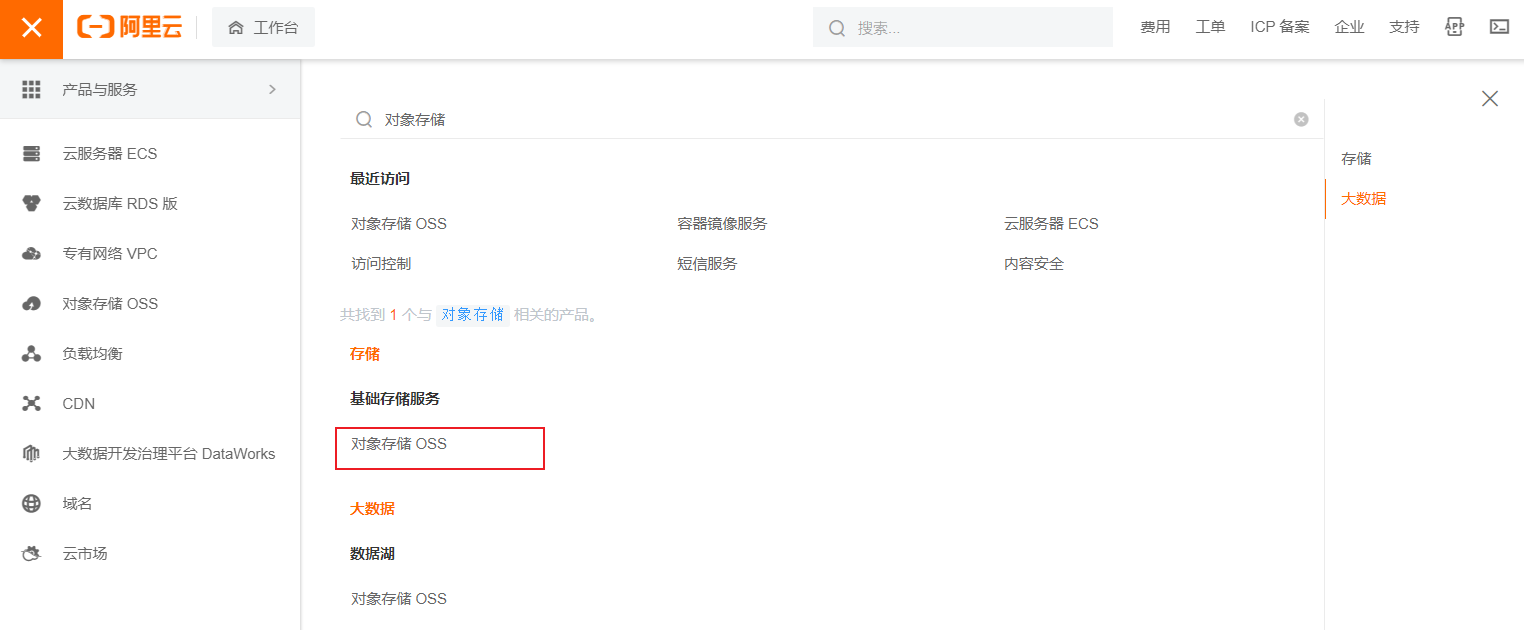 阿里云
工作台
搜索...
费用
工单
ICP 备案
企业
支持
APP
产品与服务
云服务器 ECS
云数据库 RDS 版
专有网络 VPC
对象存储 OSS
负载均衡
CDN
大数据开发治理平台 DataWorks
域名
云市场
对象存储
最近访问
对象存储 OSS
容器镜像服务
云服务器 ECS
访问控制
短信服务
内容安全
共找到 1 个与 对象存储 相关的产品。
存储
基础存储服务
对象存储 OSS
大数据
数据湖
对象存储 OSS
存储
大数据